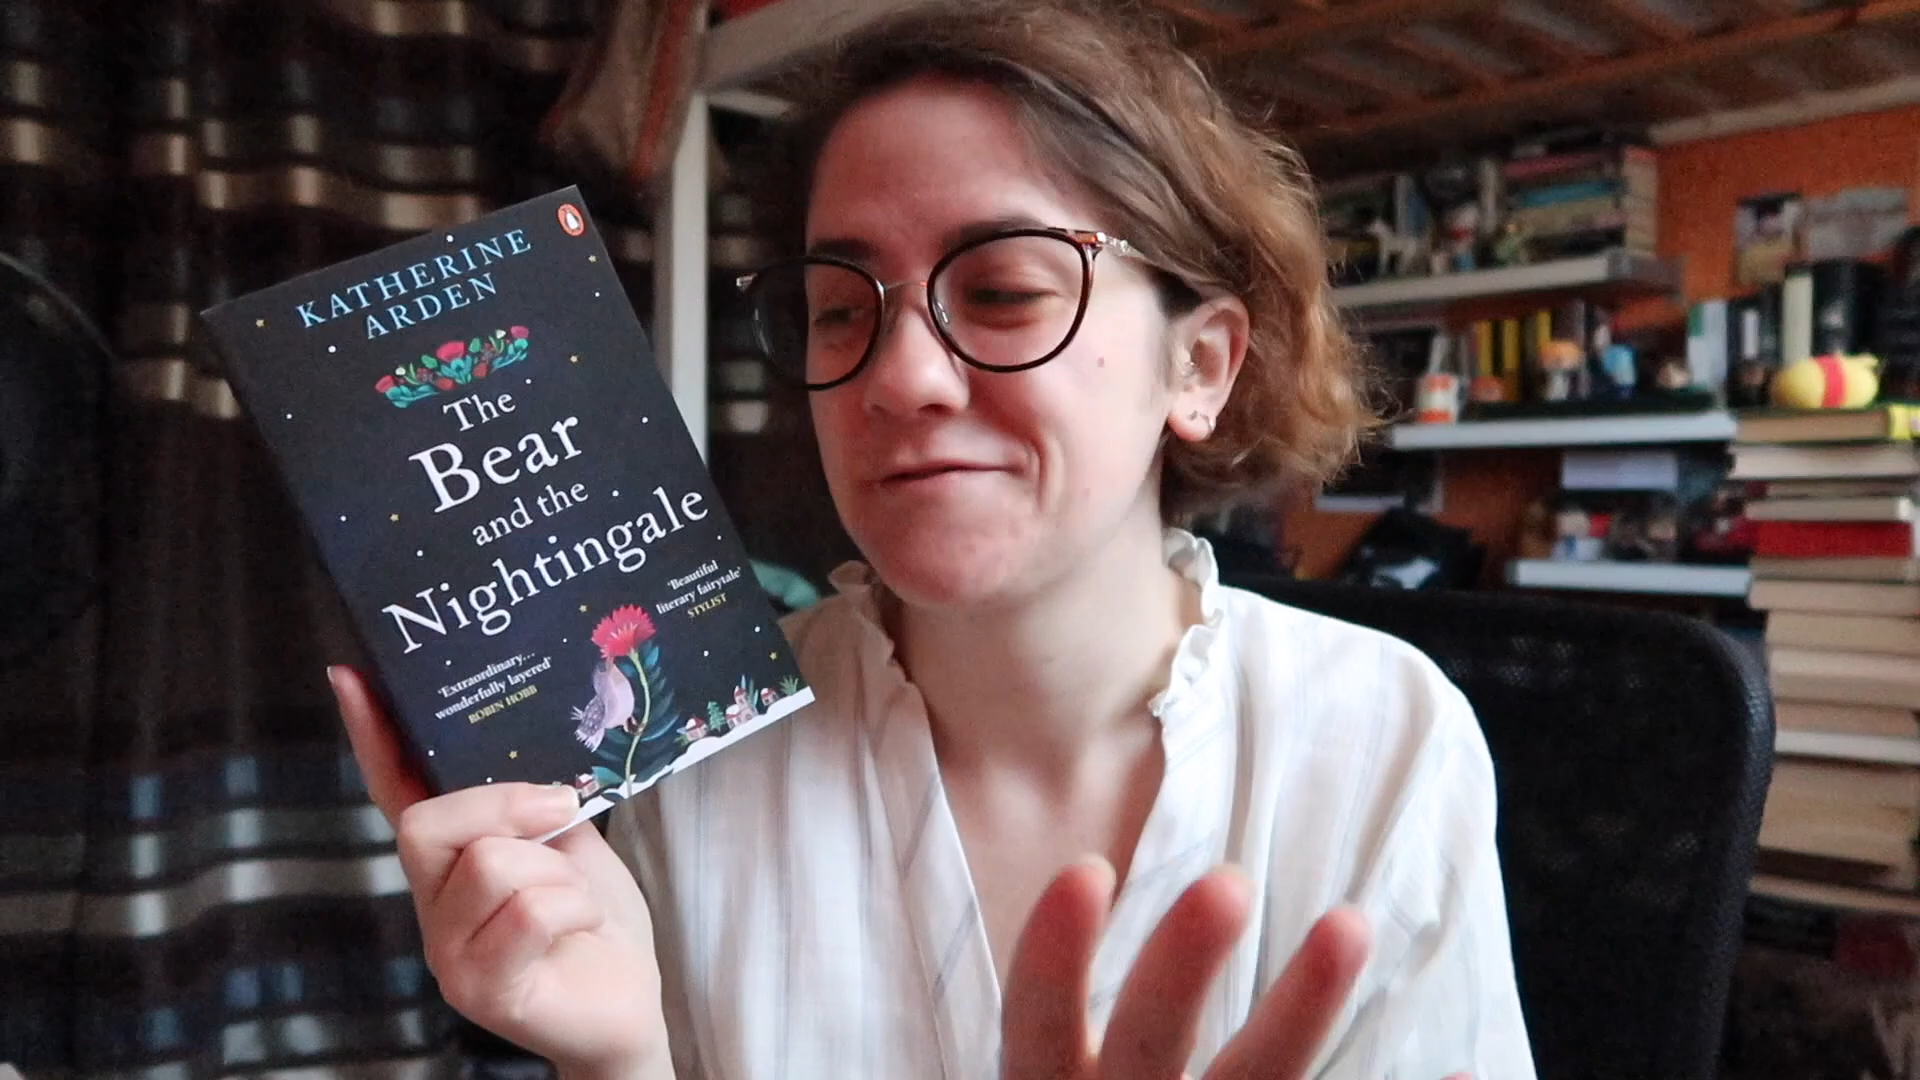 KATHERINE
ARDEN
The
Bear
and the
Nightingale
'Beautiful
literary fairytale'
STYLIST
'Extraordinary...
wonderfully layered'
ROBIN HOBB